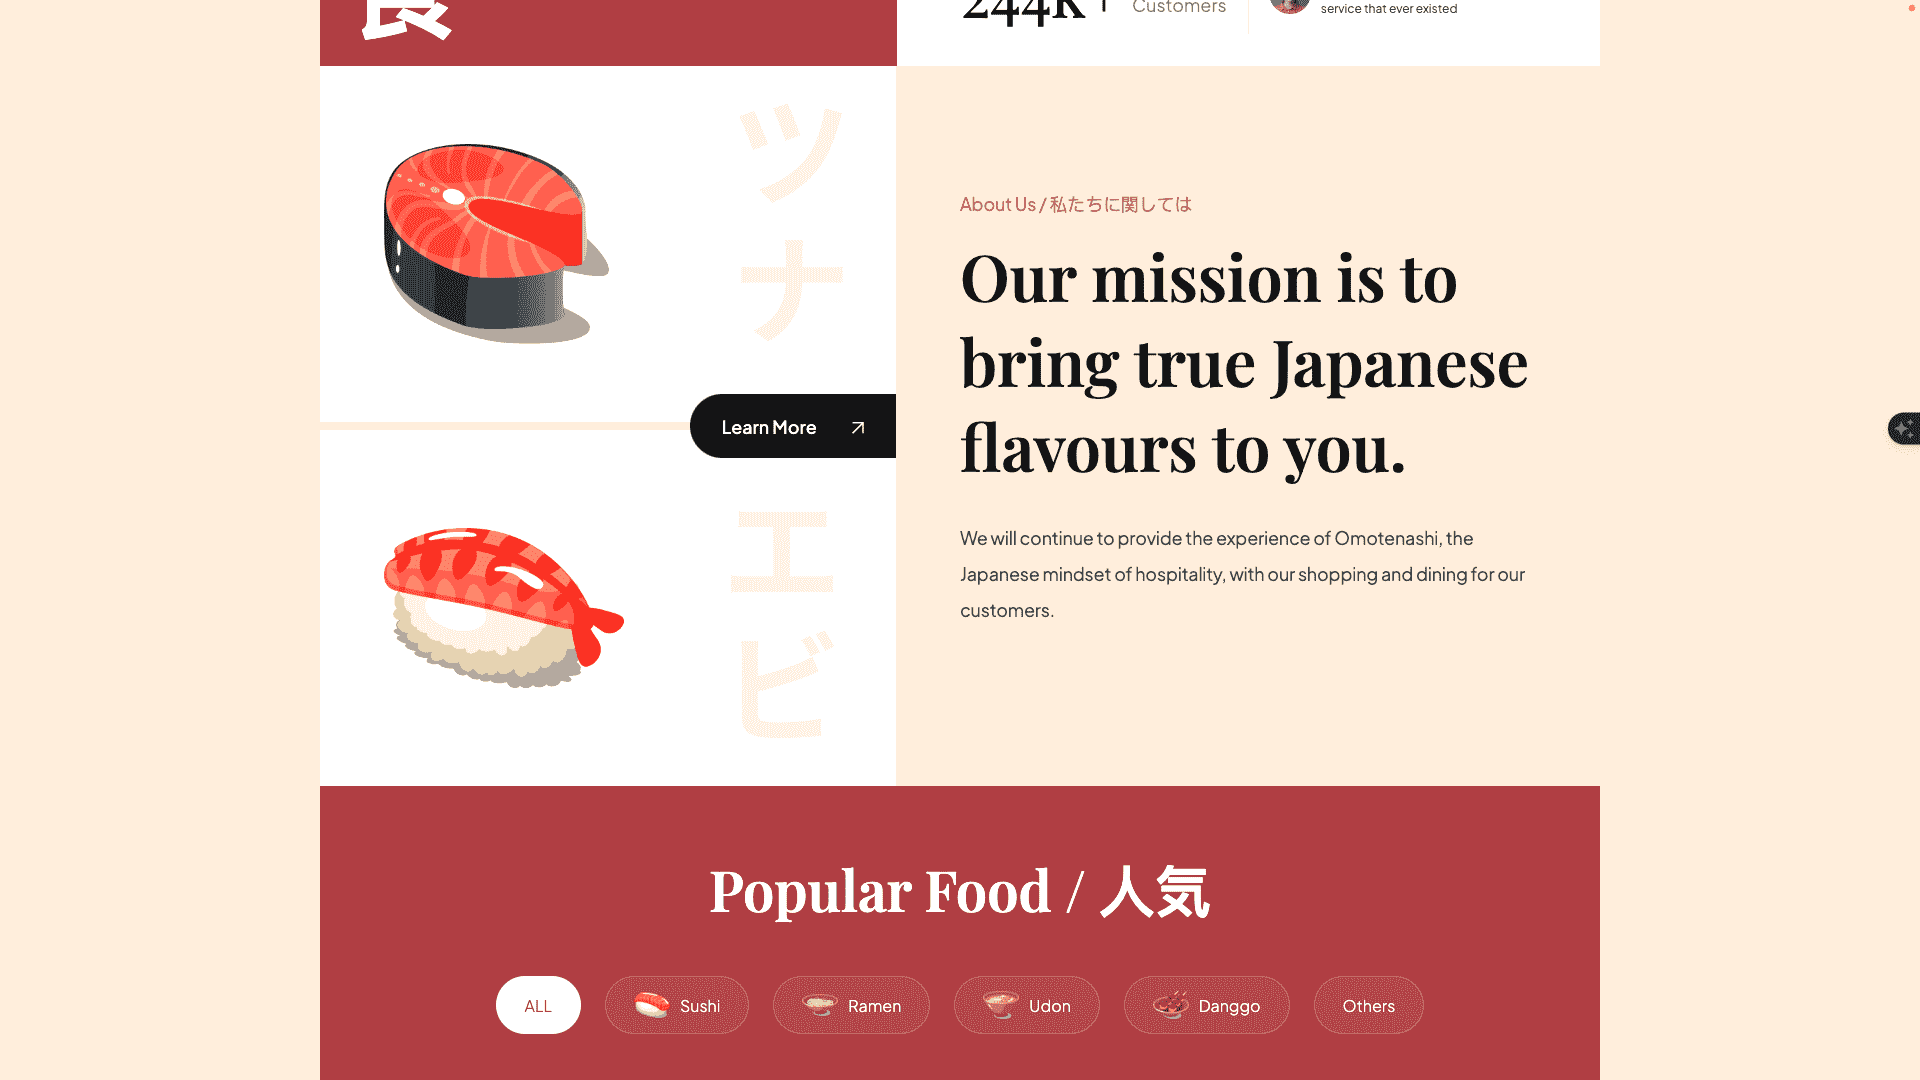 食
244K+
Customers
service that ever existed
ツナ
Learn More
エビ
About Us / 私たちに関しては
Our mission is to
bring true Japanese
flavours to you.
We will continue to provide the experience of Omotenashi, the
Japanese mindset of hospitality, with our shopping and dining for our
customers.
Popular Food / 人気
ALL
Sushi
Ramen
Udon
Danggo
Others